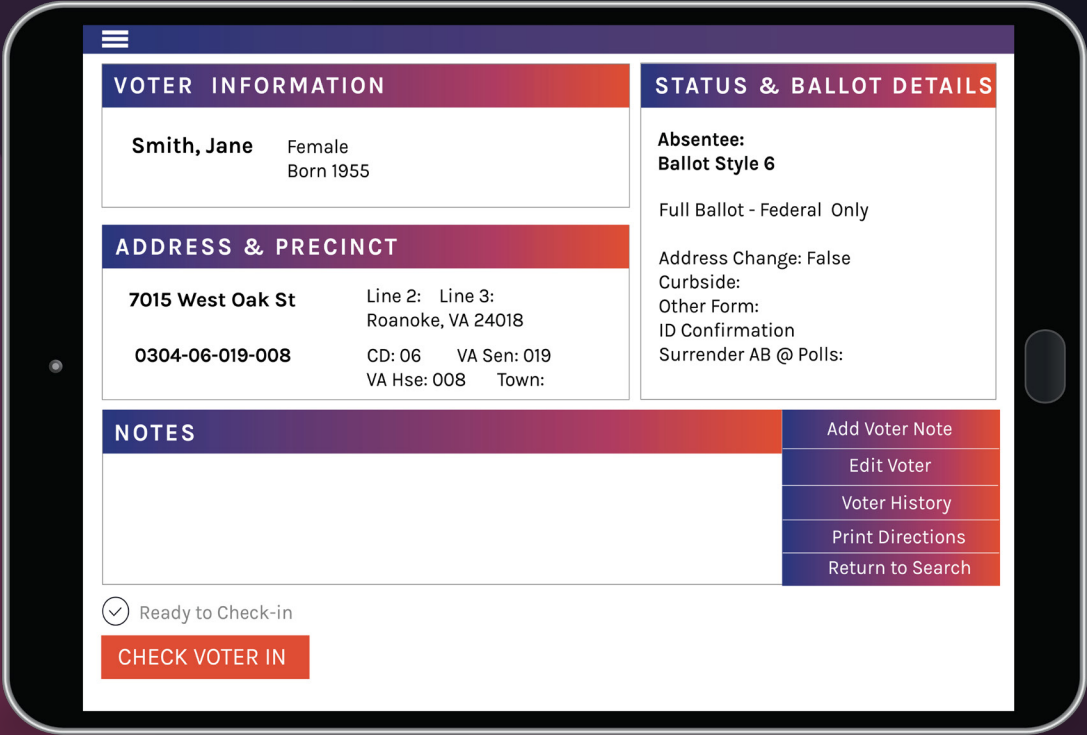 VOTER INFORMATION
Smith, Jane
Female
Born 1955
ADDRESS & PRECINCT
7015 West Oak St
Line 2: Line 3:
Roanoke, VA 24018
0304-06-019-008
CD: 06 VA Sen: 019
VA Hse: 008 Town:
STATUS & BALLOT DETAILS
Absentee:
Ballot Style 6
Full Ballot - Federal Only
Address Change: False
Curbside:
Other Form:
ID Confirmation
Surrender AB @ Polls:
NOTES
Add Voter Note
Edit Voter
Voter History
Print Directions
Return to Search
Ready to Check-in
CHECK VOTER IN